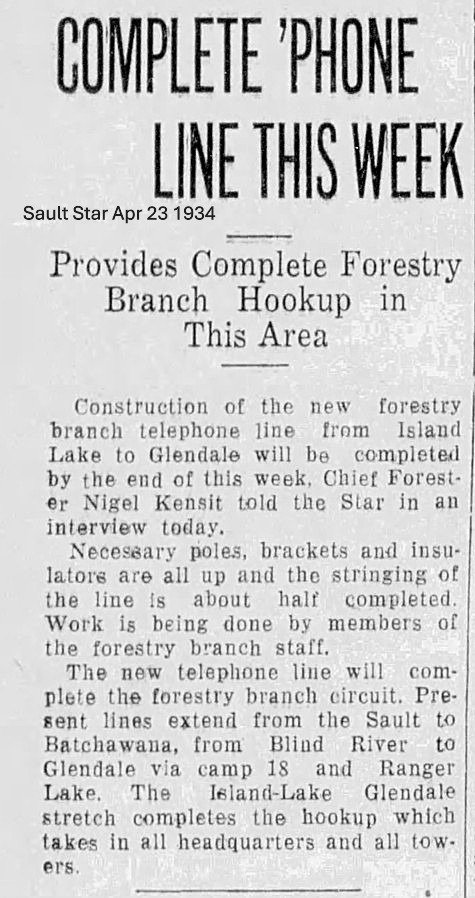 COMPLETE 'PHONE
LINE THIS WEEK
Sault Star Apr 23 1934
Provides Complete Forestry
Branch Hookup in
This Area
Construction of the new forestry
branch telephone line from Island
Lake to Glendale will be completed
by the end of this week, Chief Forest-
er Nigel Kensit told the Star in an
interview today.
Necessary poles, brackets and insu-
lators are all up and the stringing of
the line is about half completed.
Work is being done by members of
the forestry branch staff.
The new telephone line will com-
plete the forestry branch circuit. Pre-
sent lines extend from the Sault to
Batchawana, from Blind River to
Glendale via camp 18 and Ranger
Lake. The Island-Lake Glendale
stretch completes the hookup which
takes in all headquarters and all tow-
ers.